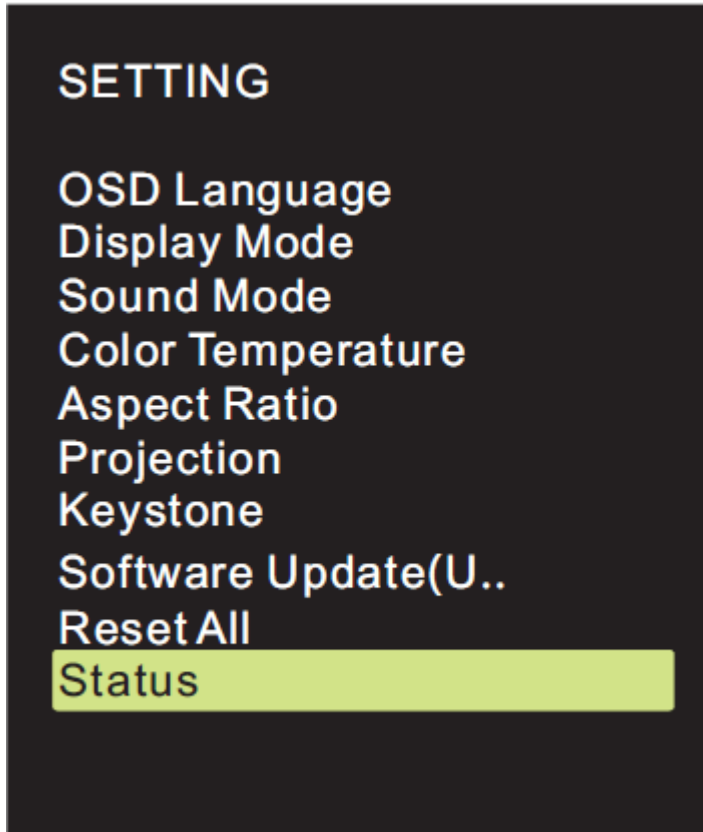 SETTING
OSD Language
Display Mode
Sound Mode
Color Temperature
Aspect Ratio
Projection
Keystone
Software Update(U..
Reset All
Status